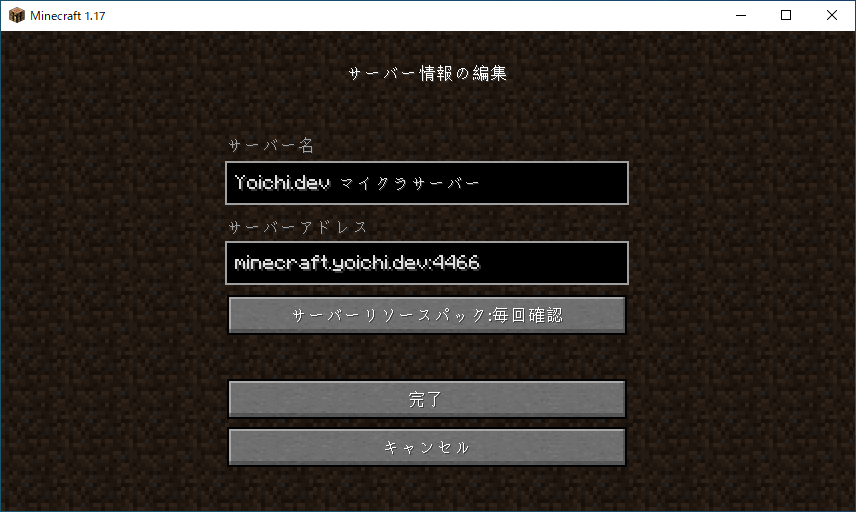 Minecraft 1.17
サーバー情報の編集
サーバー名
Yoichi.dev マイクラサーバー
サーバーアドレス
minecraft.yoichi.dev:4466
サーバーリソースパック:毎回確認
完了
キャンセル